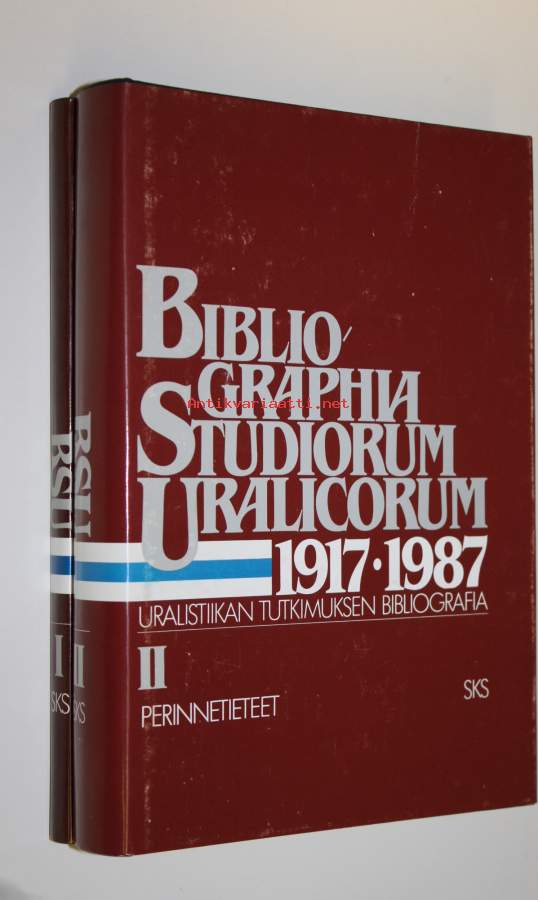 BIBLIO
GRAPHIA
STUDIORUM
URALICORUM
1917·1987
URALISTIIKAN TUTKIMUKSEN BIBLIOGRAFIA
II
PERINNETIETEET
SKS
BSU
II
SKS
BSU
I
SKS
Antikvariaatti.net